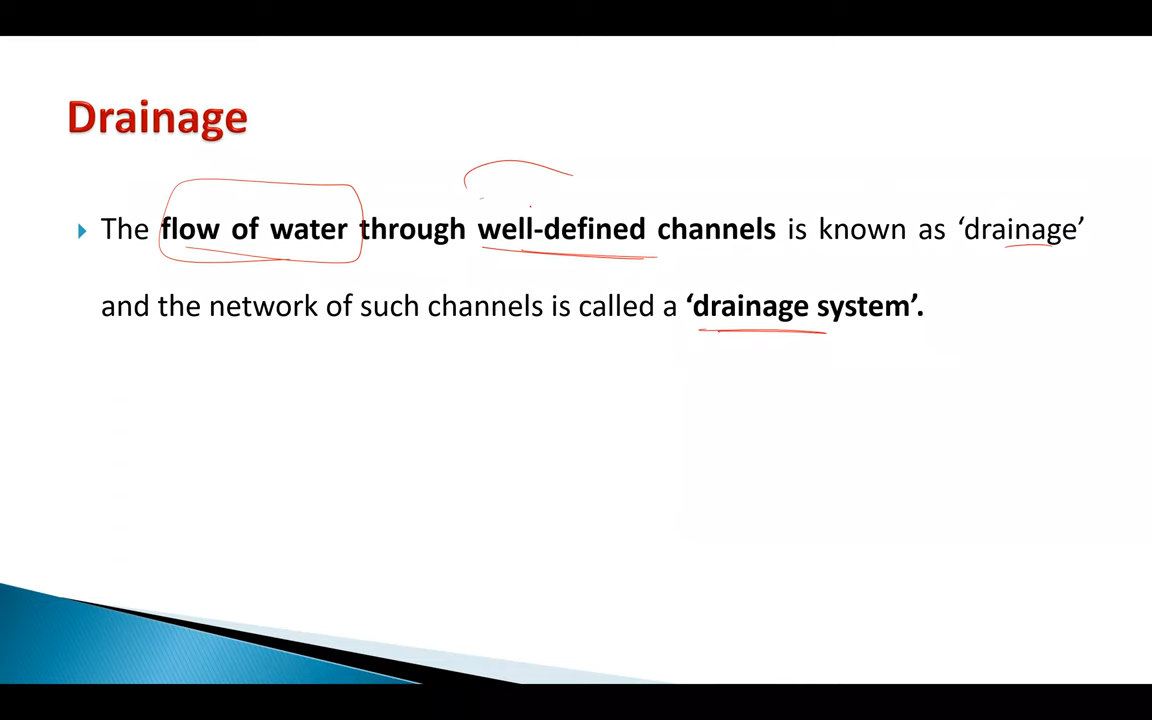 Drainage
The flow of water through well-defined channels is known as ‘drainage’
and the network of such channels is called a ‘drainage system’.